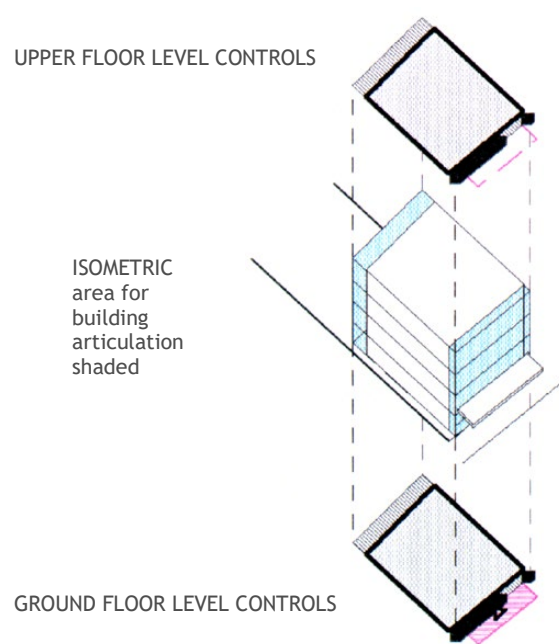 UPPER FLOOR LEVEL CONTROLS
ISOMETRIC
area for
building
articulation
shaded
GROUND FLOOR LEVEL CONTROLS